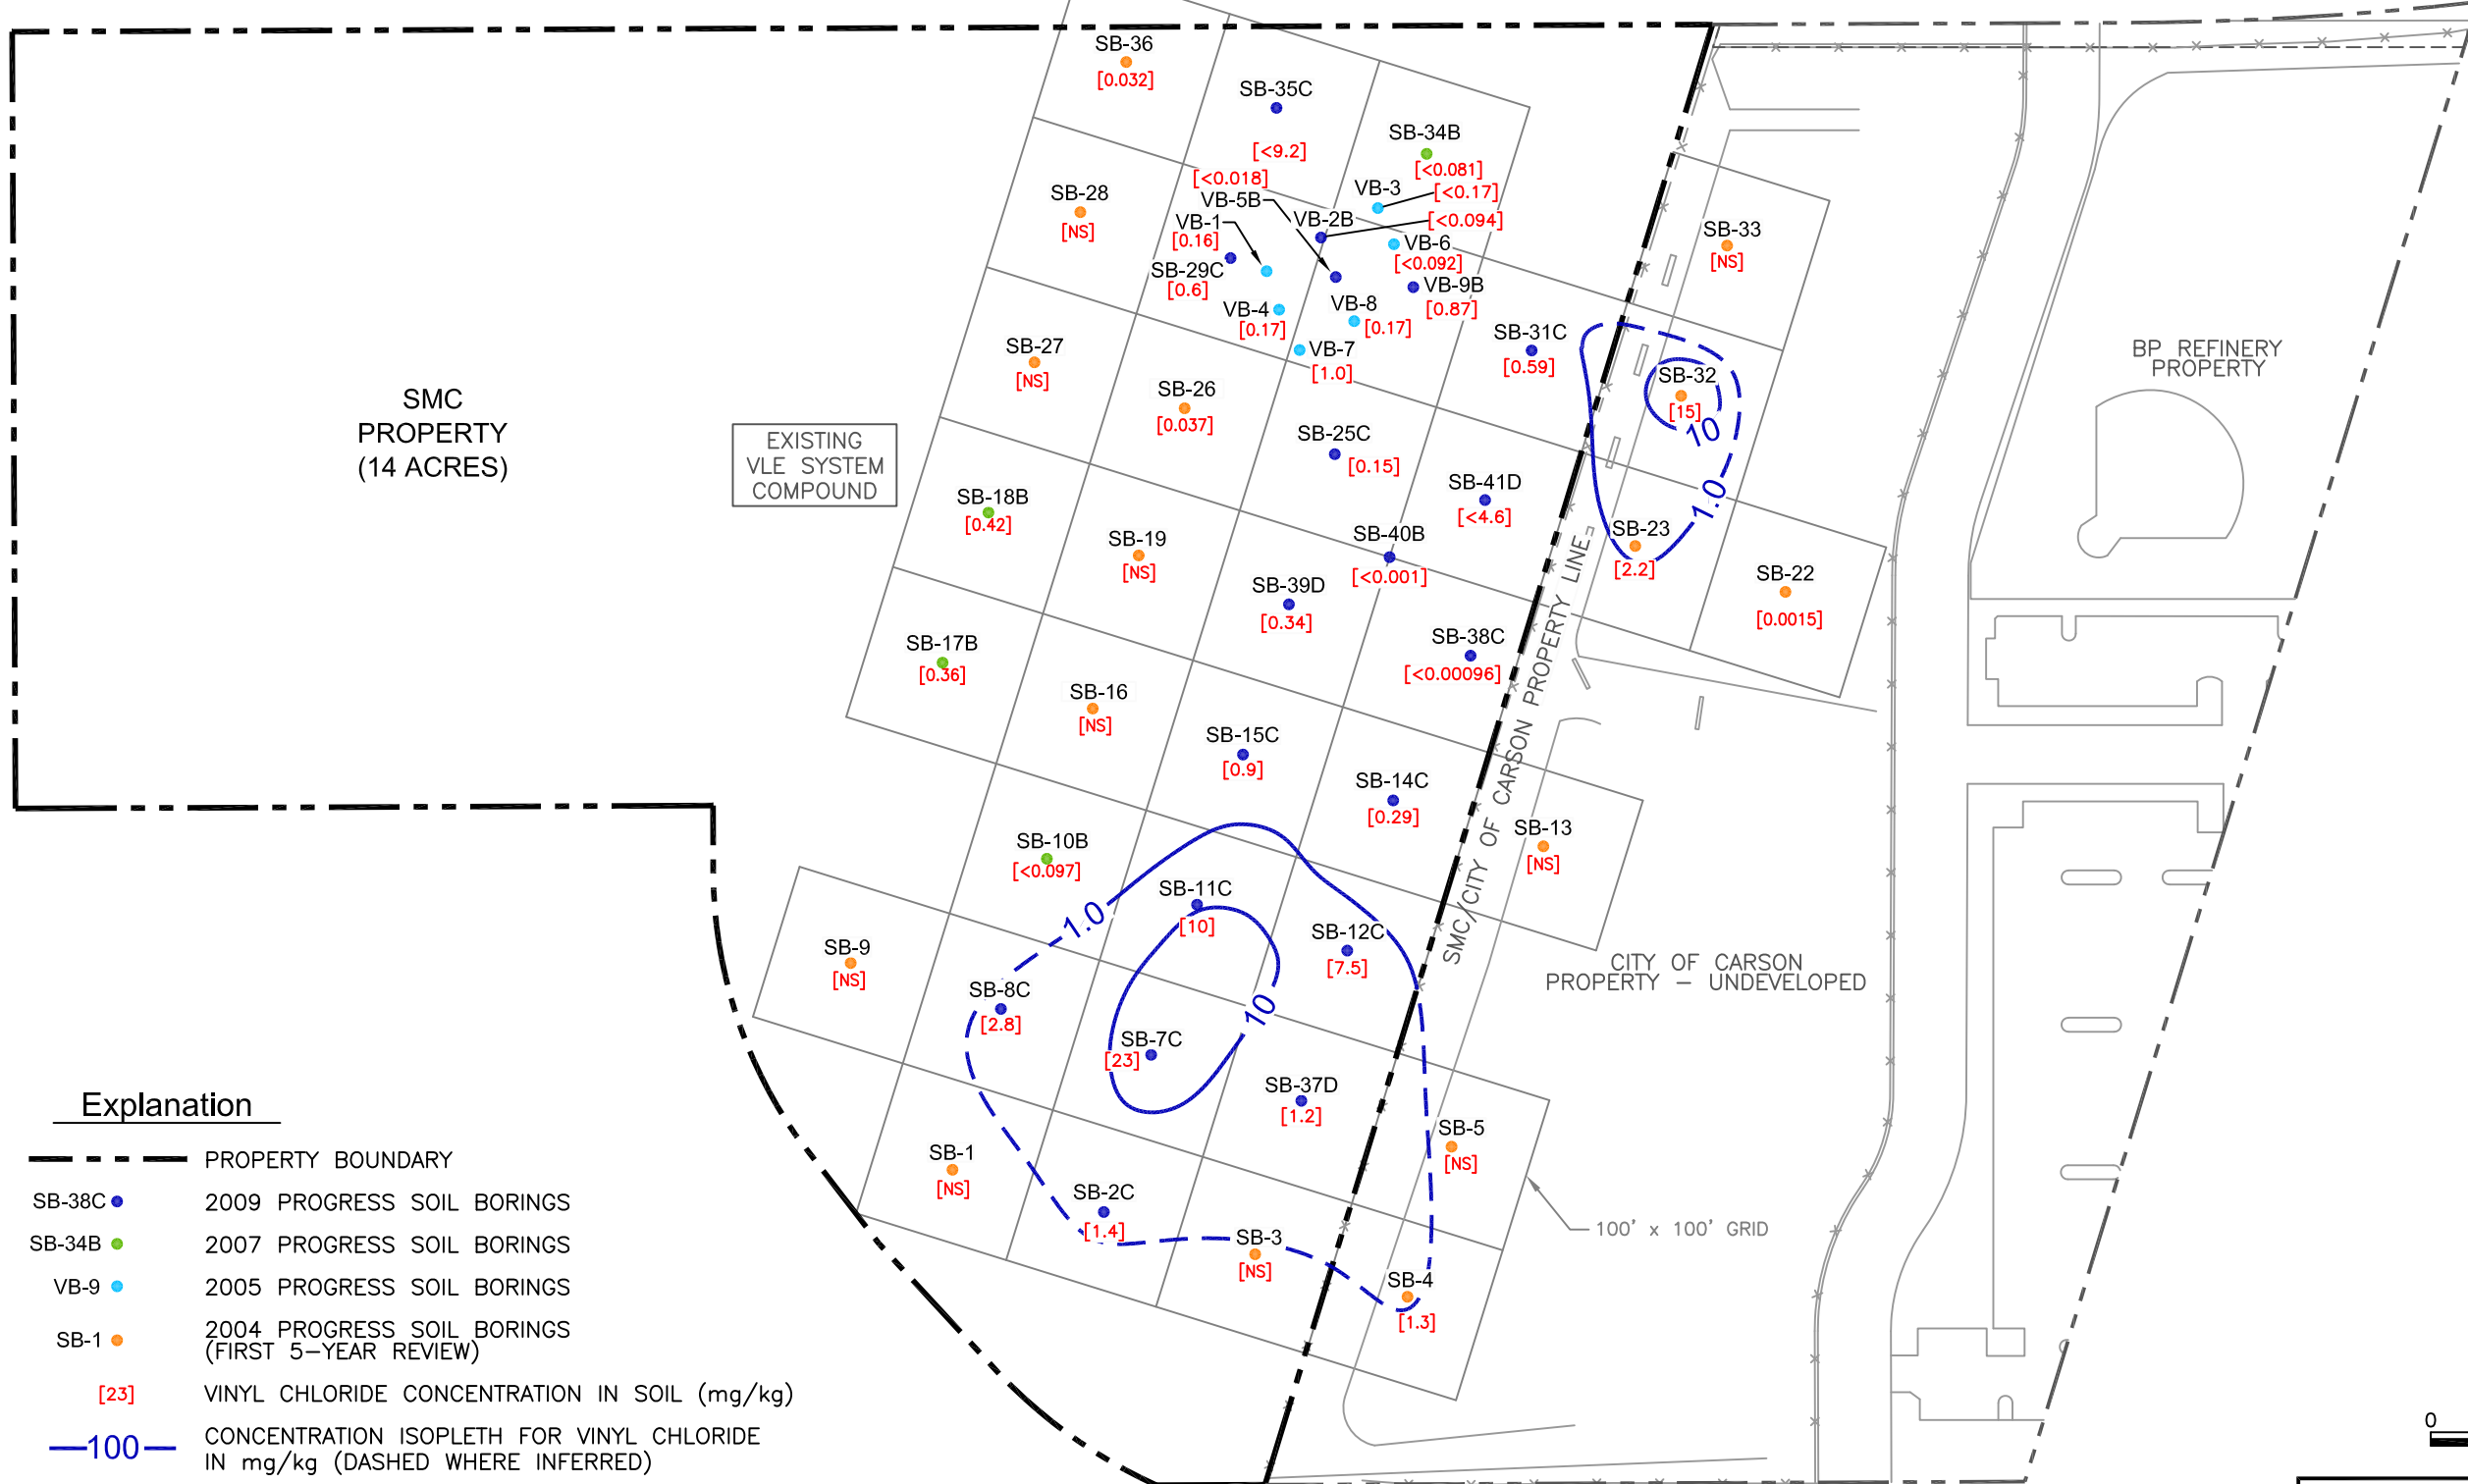 SB-36
[0.032]
SB-35C
[<9.2]
SB-34B
[<0.081]
SB-28
[NS]
[<0.018]
VB-5B
VB-3
[<0.17]
VB-1
[0.16]
VB-2B
[<0.094]
VB-6
[<0.092]
SB-33
[NS]
SB-29C
[0.6]
VB-9B
[0.87]
VB-4
[0.17]
VB-8
[0.17]
VB-7
[1.0]
SB-31C
[0.59]
SB-27
[NS]
SB-26
[0.037]
SB-32
[15]
10
1.0
BP REFINERY
PROPERTY
SMC
PROPERTY
(14 ACRES)
EXISTING
VLE SYSTEM
COMPOUND
SB-25C
[0.15]
SB-18B
[0.42]
SB-41D
[<4.6]
SB-19
[NS]
SB-40B
[<0.001]
SB-23
[2.2]
SB-22
[0.0015]
SB-39D
[0.34]
SB-38C
[<0.00096]
SB-17B
[0.36]
SB-16
[NS]
SMC/CITY OF CARSON PROPERTY LINE
SB-15C
[0.9]
SB-14C
[0.29]
SB-13
[NS]
SB-10B
[<0.097]
1.0
SB-11C
[10]
SB-12C
[7.5]
SB-9
[NS]
CITY OF CARSON
PROPERTY – UNDEVELOPED
SB-8C
[2.8]
10
SB-7C
[23]
SB-37D
[1.2]
SB-5
[NS]
SB-1
[NS]
SB-2C
[1.4]
SB-3
[NS]
SB-4
[1.3]
100' x 100' GRID
Explanation
PROPERTY BOUNDARY
SB-38C 2009 PROGRESS SOIL BORINGS
SB-34B 2007 PROGRESS SOIL BORINGS
VB-9 2005 PROGRESS SOIL BORINGS
SB-1 2004 PROGRESS SOIL BORINGS
(FIRST 5–YEAR REVIEW)
[23] VINYL CHLORIDE CONCENTRATION IN SOIL (mg/kg)
100 CONCENTRATION ISOPLETH FOR VINYL CHLORIDE
IN mg/kg (DASHED WHERE INFERRED)
0